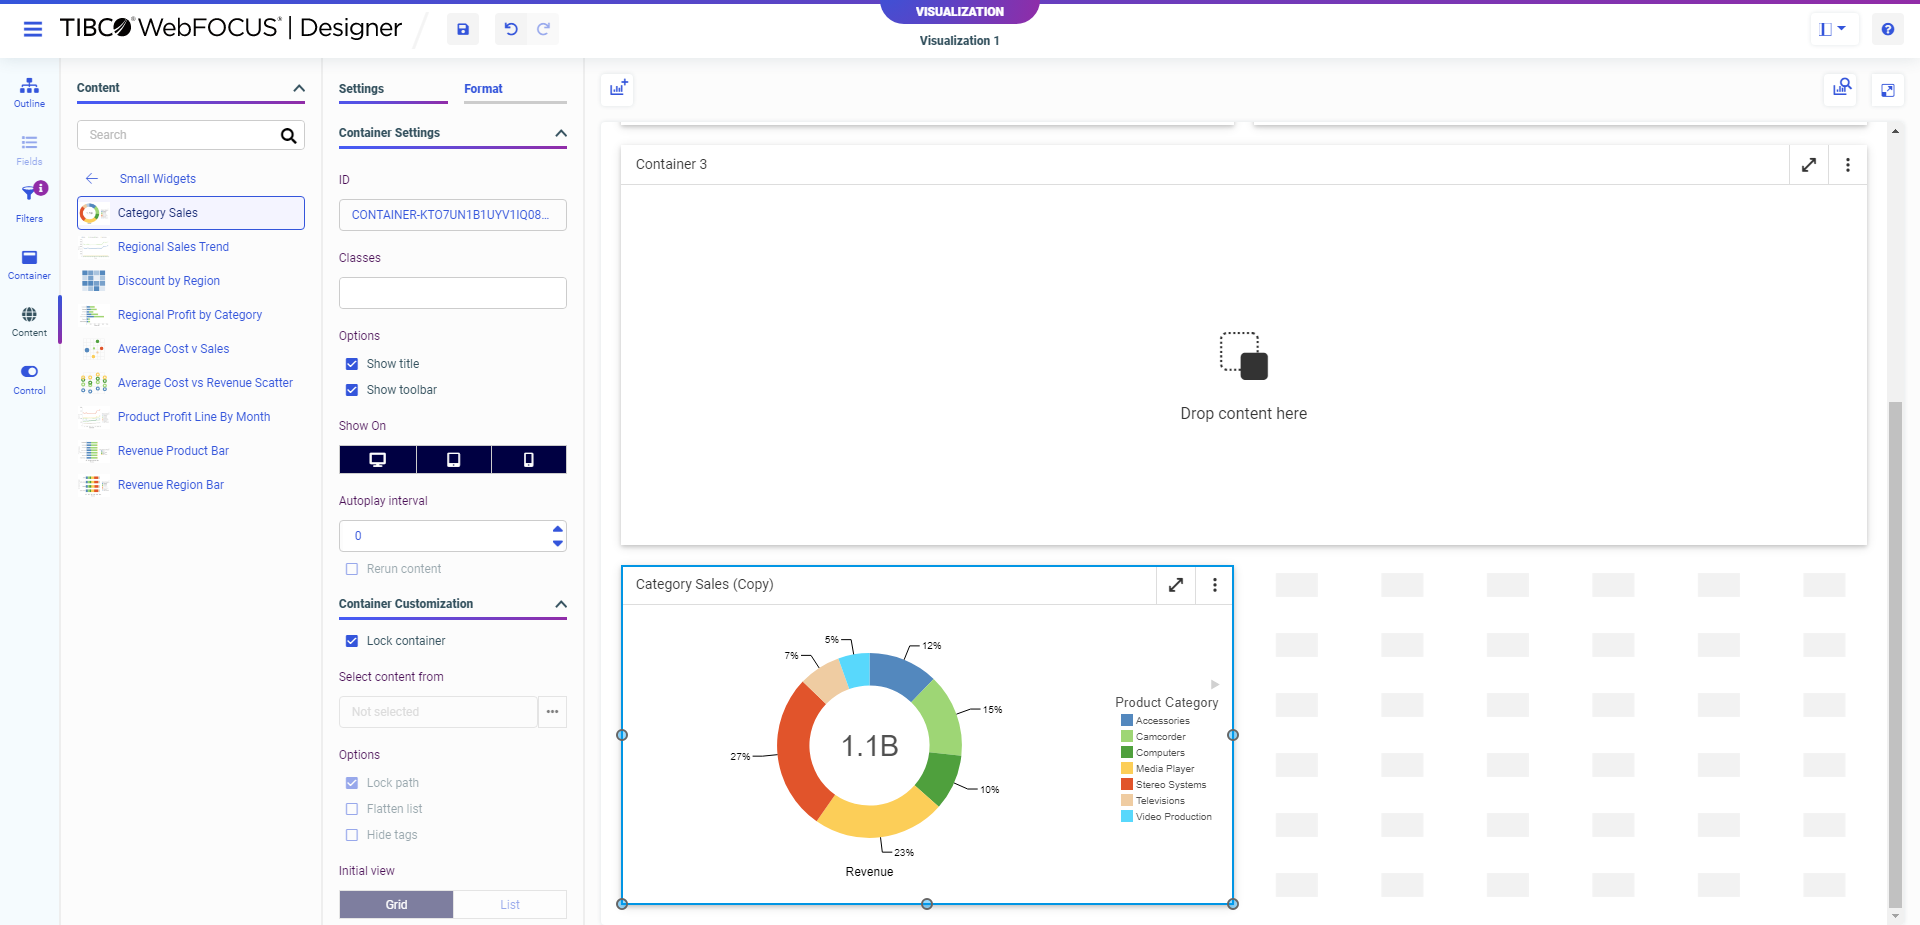 VISUALIZATION
TIBCO® WebFOCUS® | Designer
Visualization 1
Outline
Fields
Filters
Container
Content
Control
Content
Search
Small Widgets
Category Sales
Regional Sales Trend
Discount by Region
Regional Profit by Category
Average Cost v Sales
Average Cost vs Revenue Scatter
Product Profit Line By Month
Revenue Product Bar
Revenue Region Bar
Settings
Format
Container Settings
ID
CONTAINER-KTO7UN1B1UYV1IQ08...
Classes
Options
Show title
Show toolbar
Show On
Autoplay interval
0
Rerun content
Container Customization
Lock container
Select content from
Not selected
Options
Lock path
Flatten list
Hide tags
Initial view
Grid
List
Container 3
Drop content here
Category Sales (Copy)
5%
12%
7%
15%
27%
1.1B
10%
23%
Revenue
Product Category
Accessories
Camcorder
Computers
Media Player
Stereo Systems
Televisions
Video Production